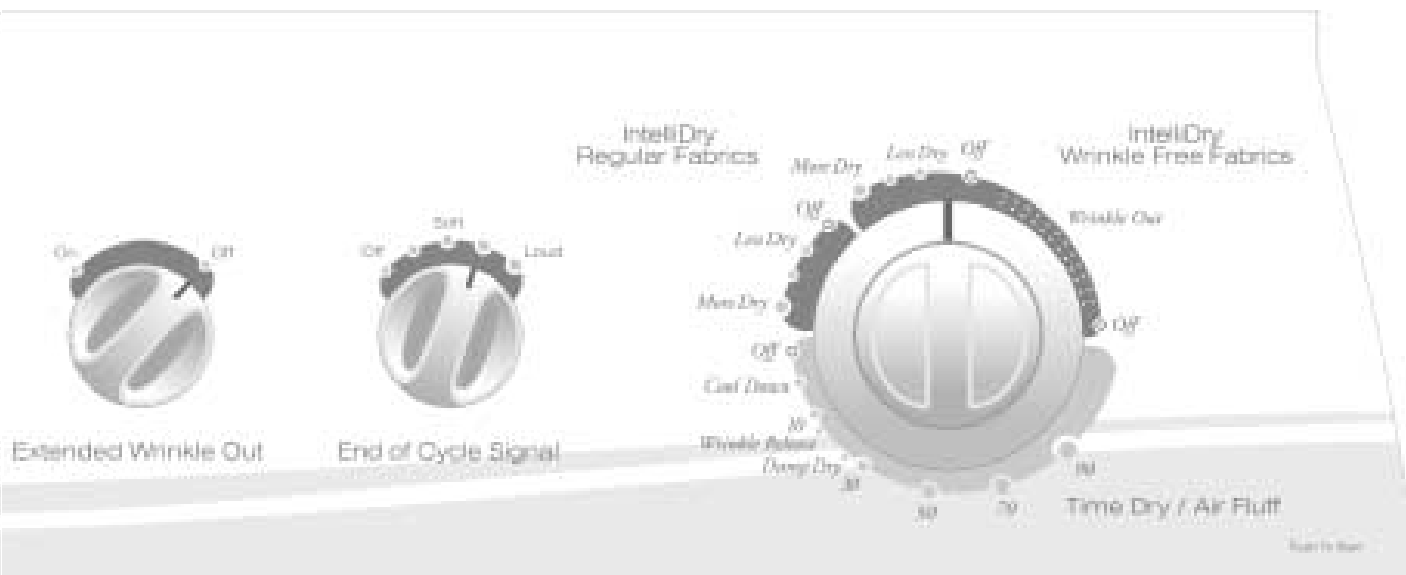 IntelliDry
Regular Fabrics
IntelliDry
Wrinkle Free Fabrics
More Dry
Less Dry
Off
Off
Less Dry
More Dry
Wrinkle Out
Off
Off
Cool Down
10
Wrinkle Release
Damp Dry
30
50
70
90
Time Dry / Air Fluff
On
Off
Extended Wrinkle Out
Off
Soft
Loud
End of Cycle Signal